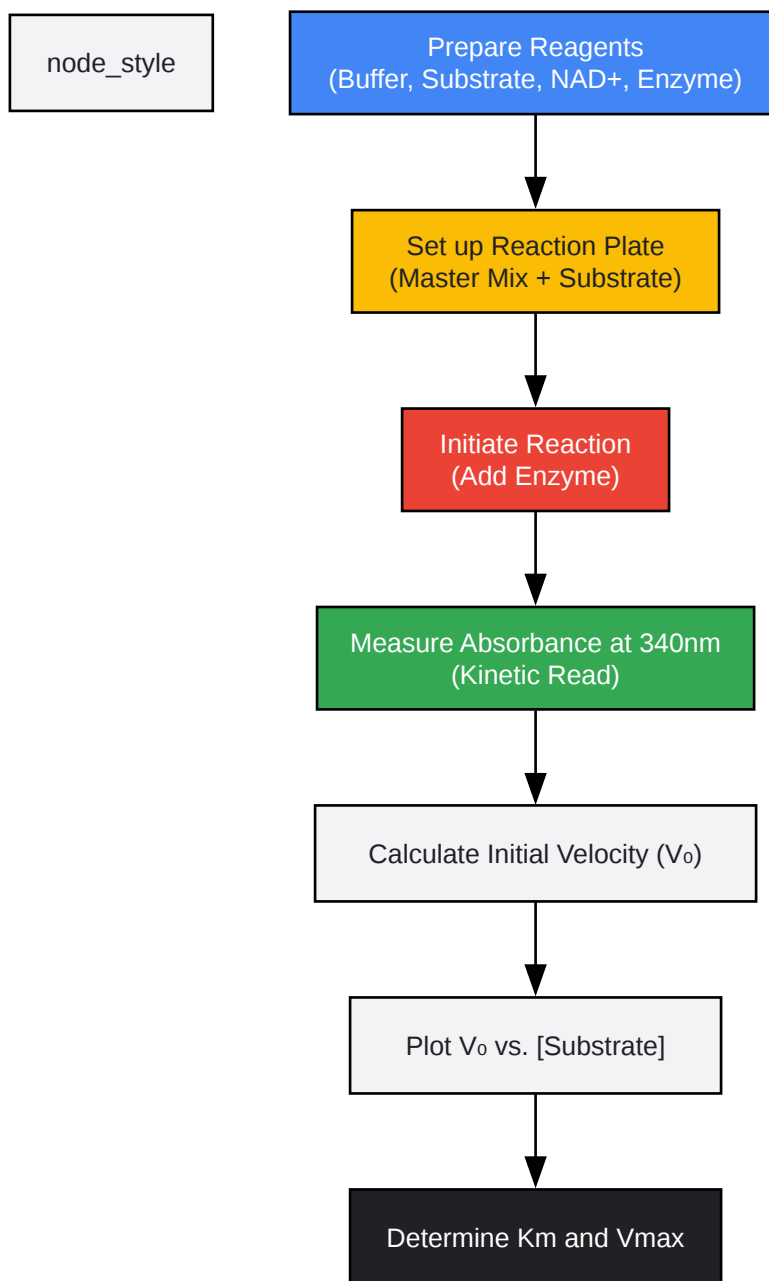 node_style
Prepare Reagents
(Buffer, Substrate, NAD+, Enzyme)
Set up Reaction Plate
(Master Mix + Substrate)
Initiate Reaction
(Add Enzyme)
Measure Absorbance at 340nm
(Kinetic Read)
Calculate Initial Velocity (V₀)
Plot V₀ vs. [Substrate]
Determine Km and Vmax